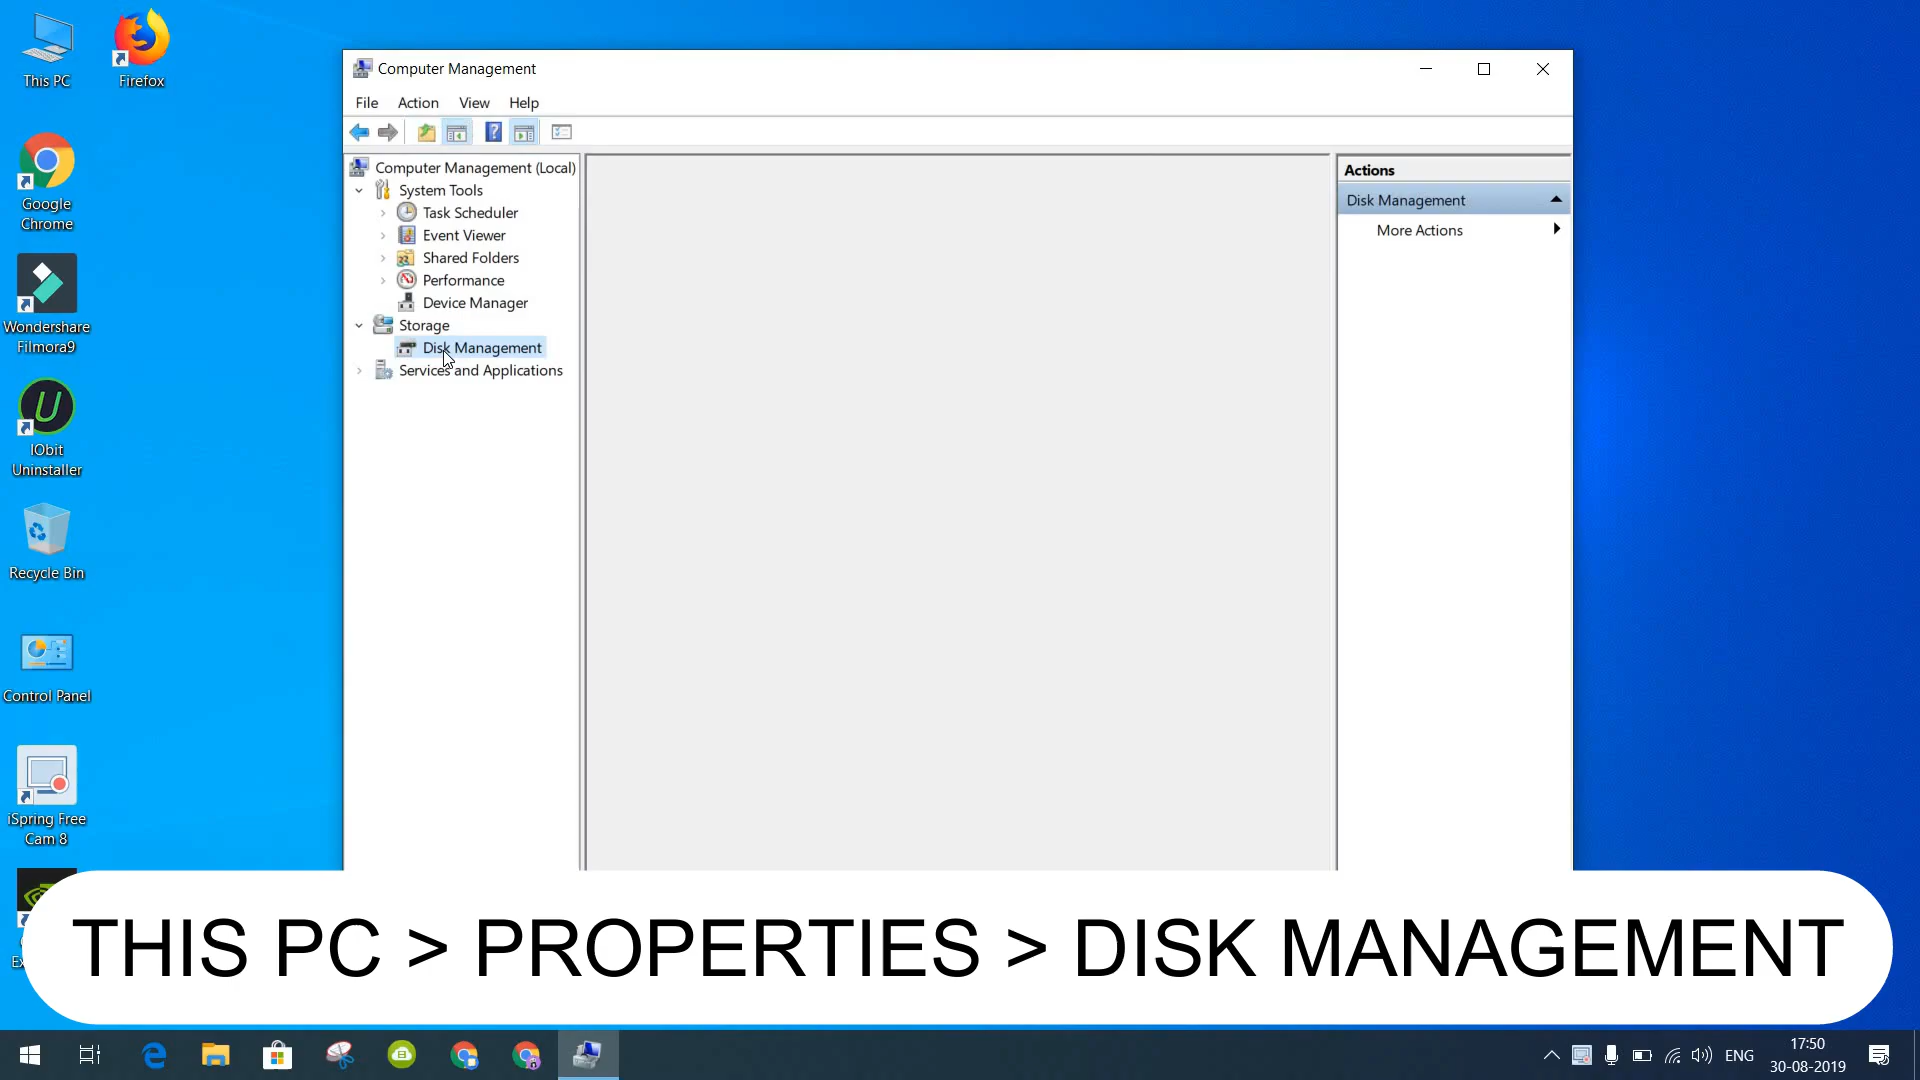 This PC
Firefox
Google
Chrome
Wondershare
Filmora9
IObit
Uninstaller
Recycle Bin
Control Panel
iSpring Free
Cam 8
Computer Management
File Action View Help
Computer Management (Local)
System Tools
Task Scheduler
Event Viewer
Shared Folders
Performance
Device Manager
Storage
Disk Management
Services and Applications
Actions
Disk Management
More Actions
THIS PC > PROPERTIES > DISK MANAGEMENT
ENG
17:50
30-08-2019